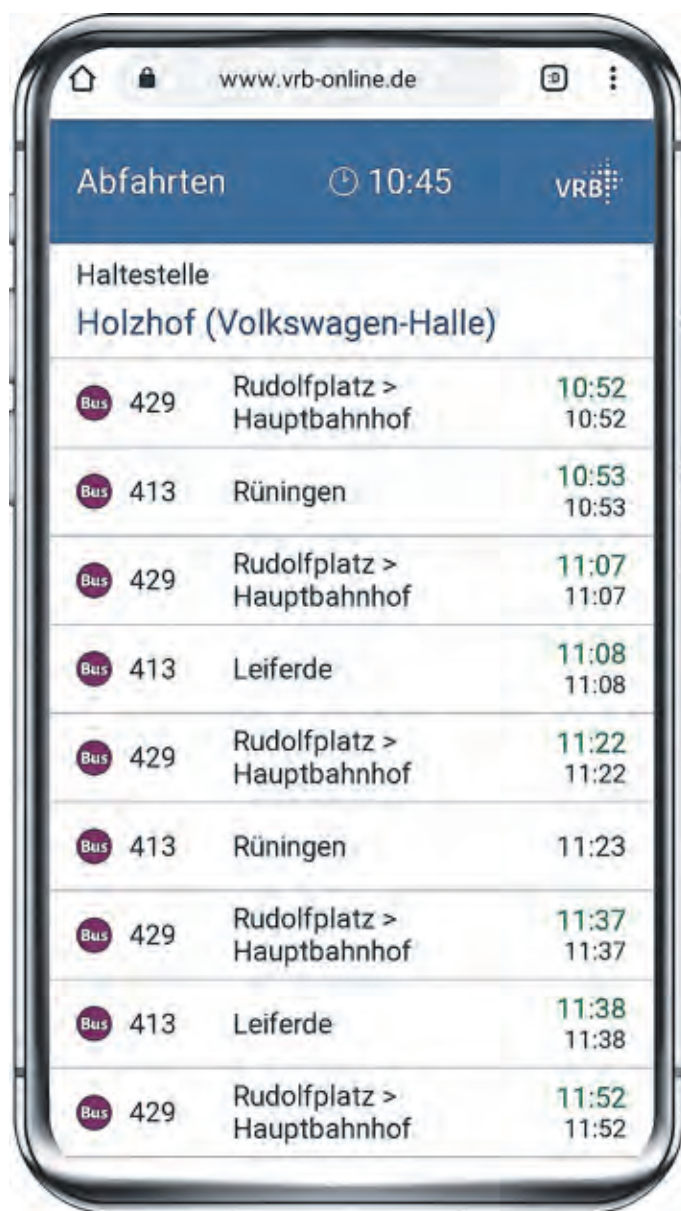 www.vrb-online.de :D
Abfahrten 10:45 VRB
Haltestelle
Holzhof (Volkswagen-Halle)
Bus 429 Rudolfplatz > 10:52
Hauptbahnhof 10:52
Bus 413 Rüningen 10:53
10:53
Bus 429 Rudolfplatz > 11:07
Hauptbahnhof 11:07
Bus 413 Leiferde 11:08
11:08
Bus 429 Rudolfplatz > 11:22
Hauptbahnhof 11:22
Bus 413 Rüningen 11:23
Bus 429 Rudolfplatz > 11:37
Hauptbahnhof 11:37
Bus 413 Leiferde 11:38
11:38
Bus 429 Rudolfplatz > 11:52
Hauptbahnhof 11:52